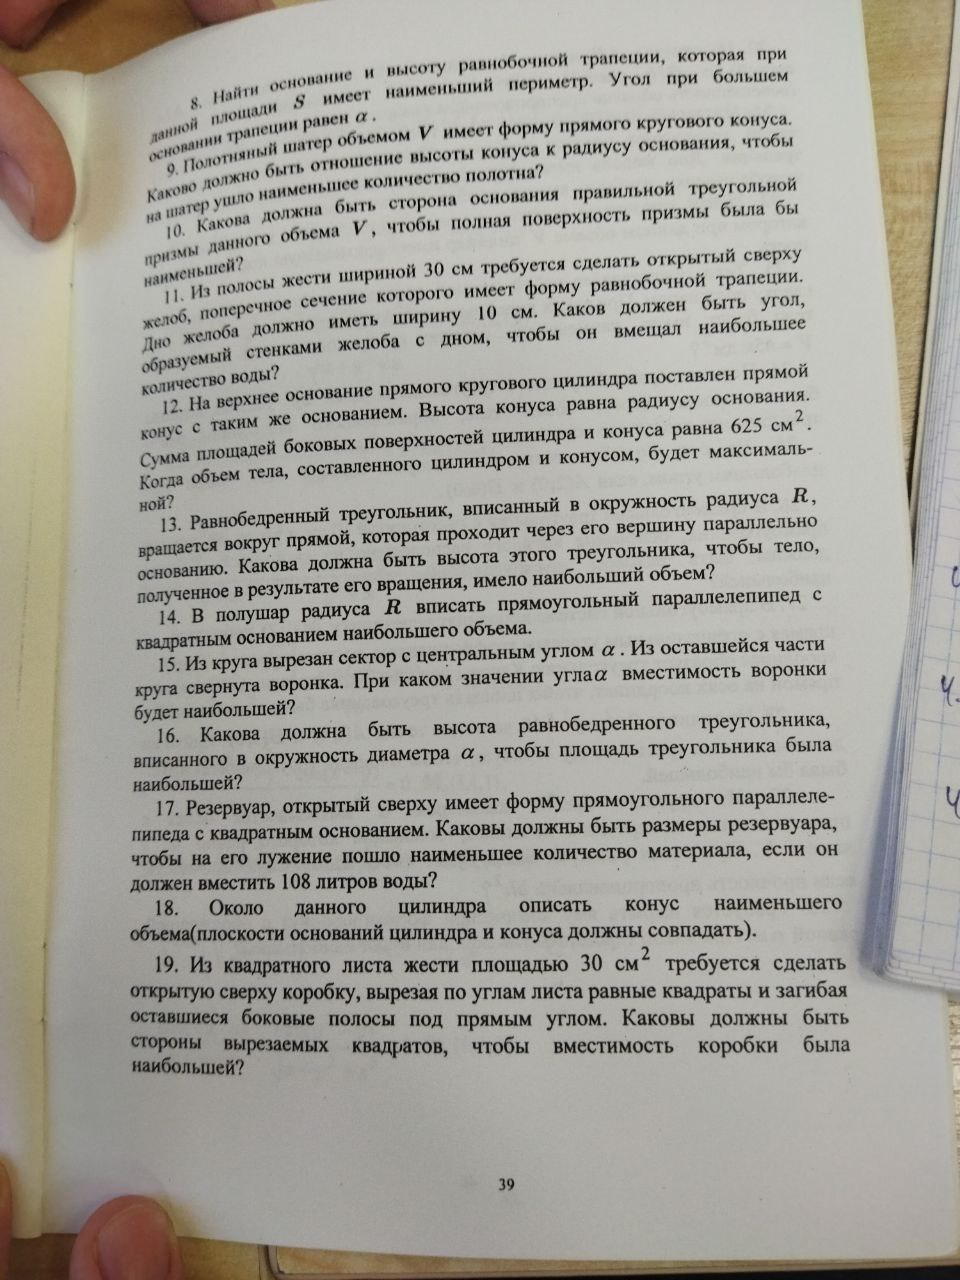 8. Найти основание и высоту равнобочной трапеции, которая при
данной площади S имеет наименьший периметр. Угол при большем
основании трапеции равен α.
9. Полотняный шатер объемом V имеет форму прямого кругового конуса.
Каково должно быть отношение высоты конуса к радиусу основания, чтобы
на шатер ушло наименьшее количество полотна?
10. Какова должна быть сторона основания правильной треугольной
призмы данного объема V, чтобы полная поверхность призмы была бы
наименьшей?
11. Из полосы жести шириной 30 см требуется сделать открытый сверху
желоб, поперечное сечение которого имеет форму равнобочной трапеции.
Дно желоба должно иметь ширину 10 см. Каков должен быть угол,
образуемый стенками желоба с дном, чтобы он вмещал наибольшее
количество воды?
12. На верхнее основание прямого кругового цилиндра поставлен прямой
конус с таким же основанием. Высота конуса равна радиусу основания.
Сумма площадей боковых поверхностей цилиндра и конуса равна 625 см².
Когда объем тела, составленного цилиндром и конусом, будет максималь-
ной?
13. Равнобедренный треугольник, вписанный в окружность радиуса R,
вращается вокруг прямой, которая проходит через его вершину параллельно
основанию. Какова должна быть высота этого треугольника, чтобы тело,
полученное в результате его вращения, имело наибольший объем?
14. В полушар радиуса R вписать прямоугольный параллелепипед с
квадратным основанием наибольшего объема.
15. Из круга вырезан сектор с центральным углом α. Из оставшейся части
круга свернута воронка. При каком значении угла α вместимость воронки
будет наибольшей?
16. Какова должна быть высота равнобедренного треугольника,
вписанного в окружность диаметра α, чтобы площадь треугольника была
наибольшей?
17. Резервуар, открытый сверху имеет форму прямоугольного параллеле-
пипеда с квадратным основанием. Каковы должны быть размеры резервуара,
чтобы на его лужение пошло наименьшее количество материала, если он
должен вместить 108 литров воды?
18. Около данного цилиндра описать конус наименьшего
объема(плоскости оснований цилиндра и конуса должны совпадать).
19. Из квадратного листа жести площадью 30 см² требуется сделать
открытую сверху коробку, вырезая по углам листа равные квадраты и загибая
оставшиеся боковые полосы под прямым углом. Каковы должны быть
стороны вырезаемых квадратов, чтобы вместимость коробки была
наибольшей?
39